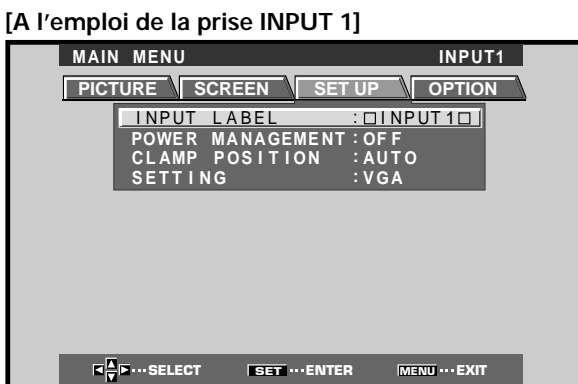 [A l’emploi de la prise INPUT 1]
MAIN MENU INPUT1
PICTURE SCREEN SET UP OPTION
INPUT LABEL :□INPUT1□
POWER MANAGEMENT :OFF
CLAMP POSITION :AUTO
SETTING :VGA
···SELECT SET ···ENTER MENU ···EXIT